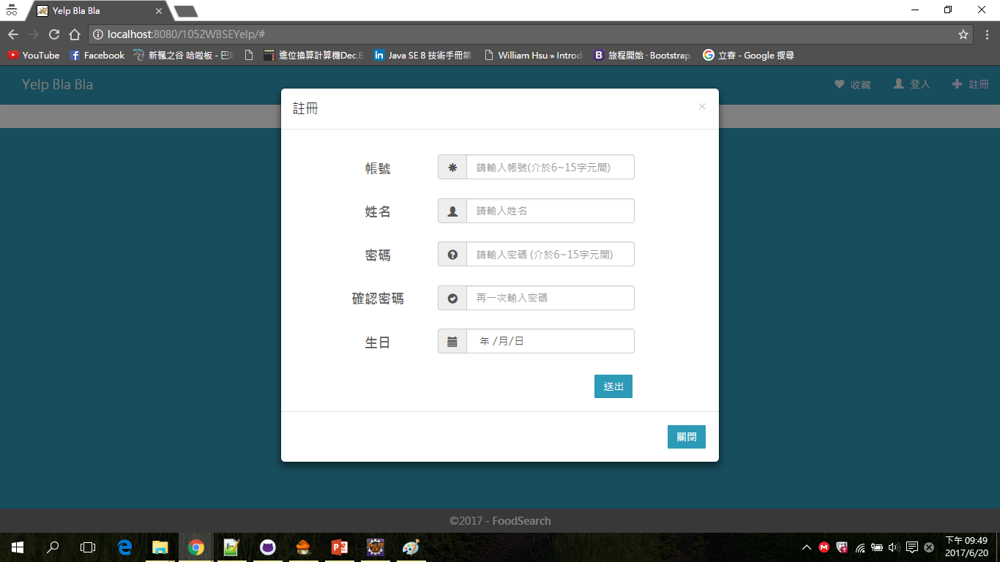 Yelp Bla Bla
localhost:8080/1052WBSEYelp/#
YouTube Facebook 新楓之谷 哈啦板 - 巴 進位換算計算機Dec.B Java SE 8 技術手冊第 William Hsu » Introd 旅程開始 · Bootstrap 立春 - Google 搜尋
Yelp Bla Bla 收藏 登入 註冊
註冊 ×
帳號 請輸入帳號(介於6~15字元間)
姓名 請輸入姓名
密碼 請輸入密碼 (介於6~15字元間)
確認密碼 再一次輸入密碼
生日 年 /月/日
送出
關閉
©2017 - FoodSearch
下午 09:49
2017/6/20